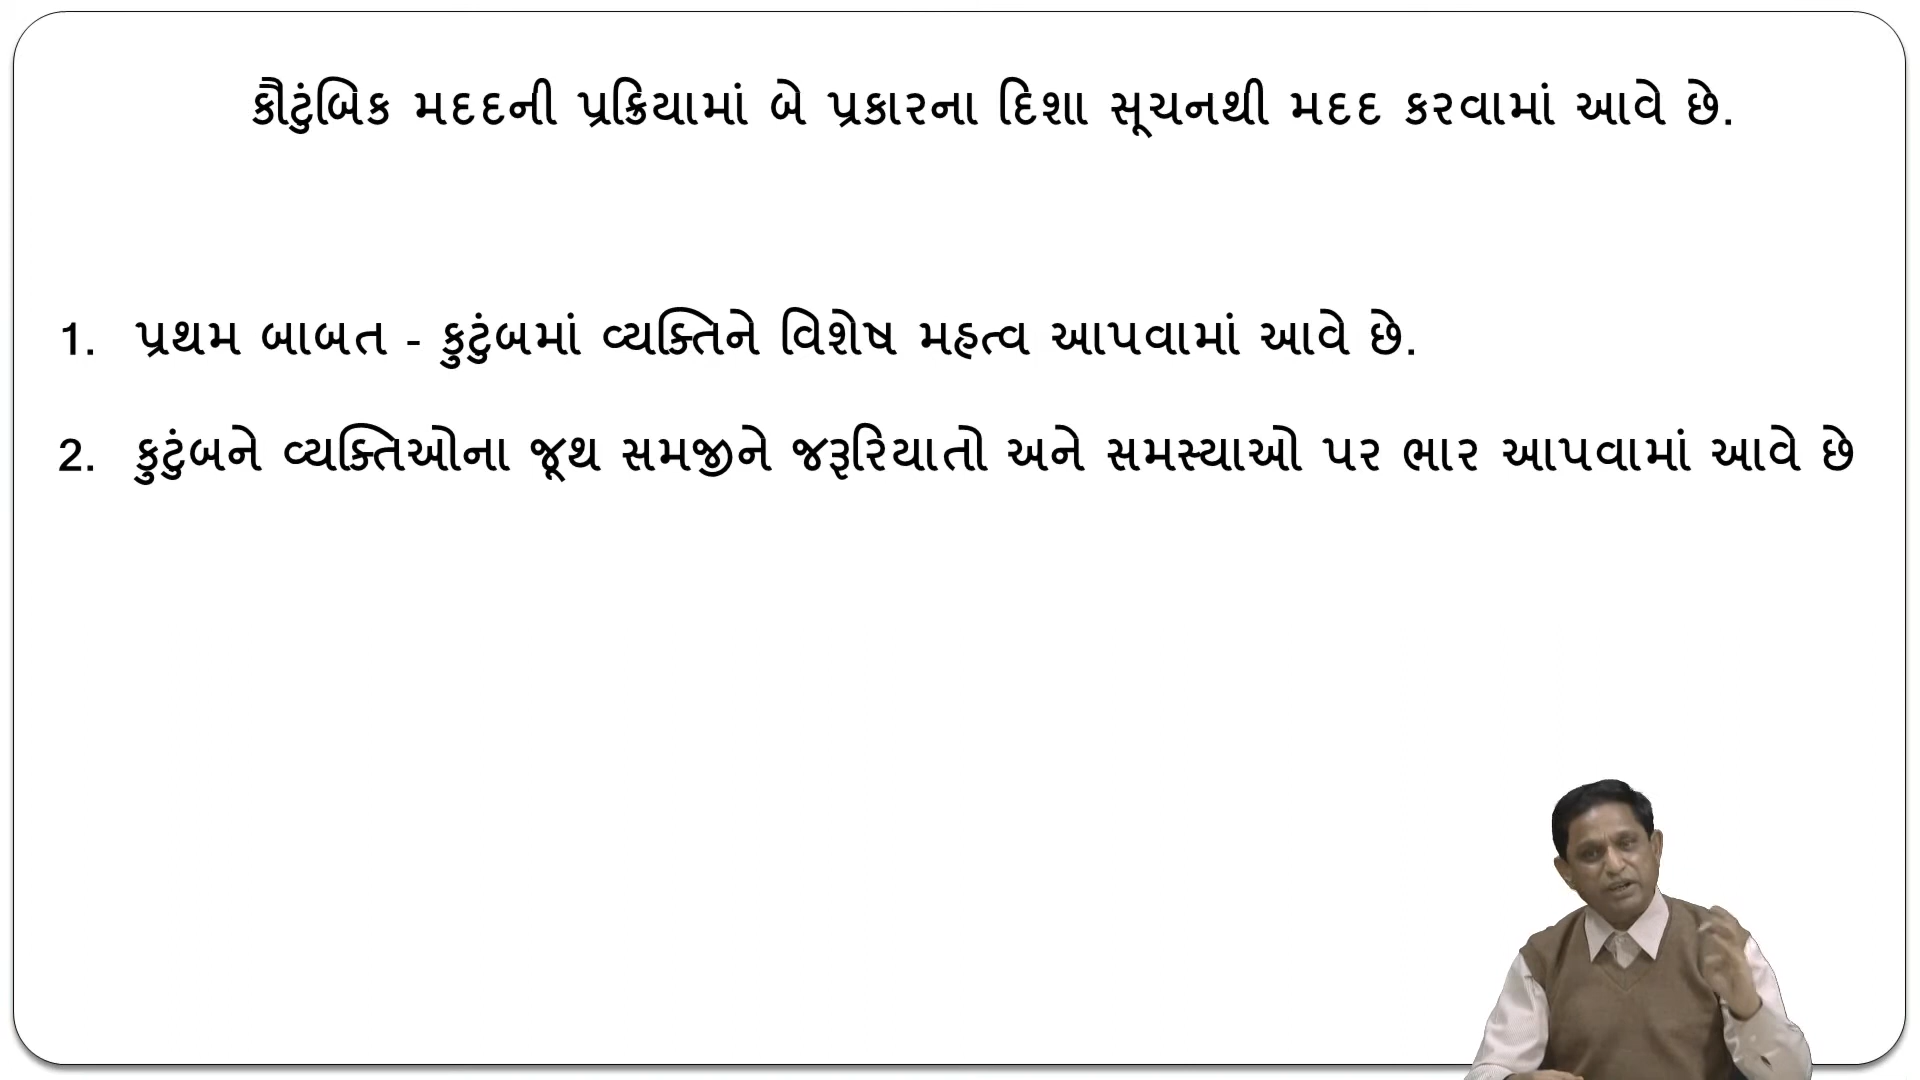 કૌટુંબિક મદદની પ્રક્રિયામાં બે પ્રકારના દિશા સૂચનથી મદદ કરવામાં આવે છે.
1. પ્રથમ બાબત - કુટુંબમાં વ્યક્તિને વિશેષ મહત્વ આપવામાં આવે છે.
2. કુટુંબને વ્યક્તિઓના જૂથ સમજીને જરૂરિયાતો અને સમસ્યાઓ પર ભાર આપવામાં આવે છે